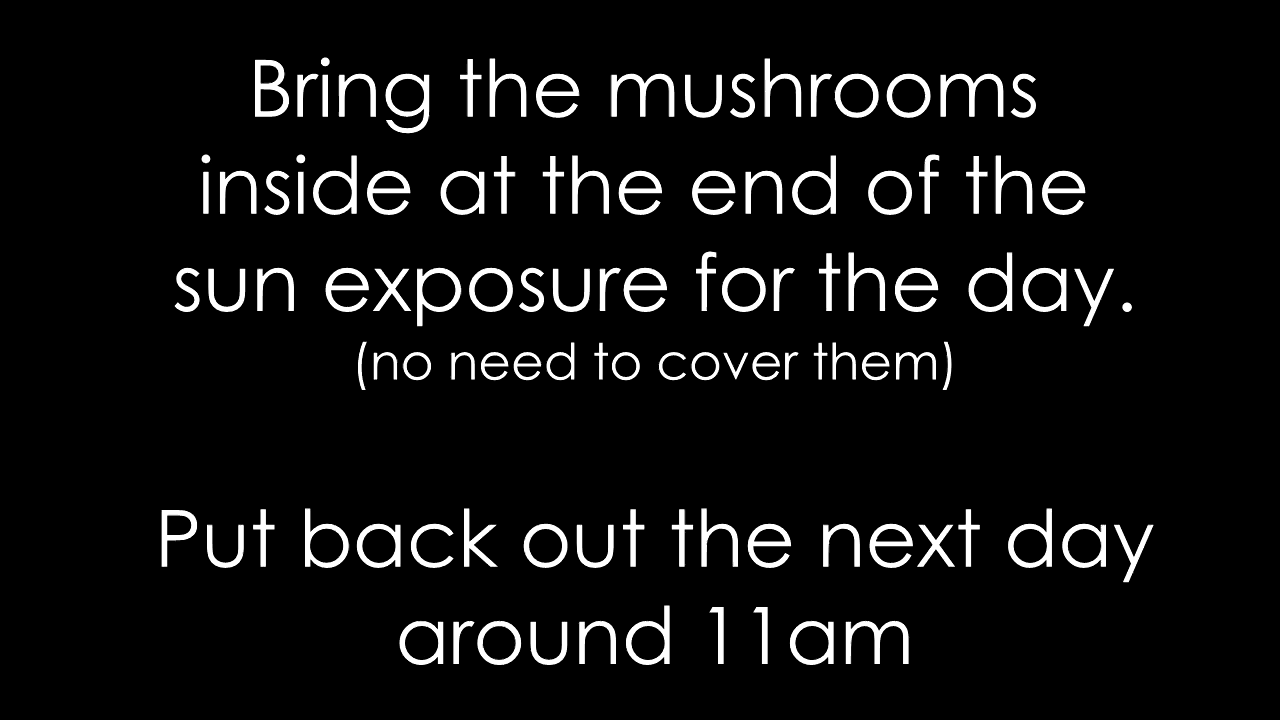 Bring the mushrooms
inside at the end of the
sun exposure for the day.
(no need to cover them)
Put back out the next day
around 11am